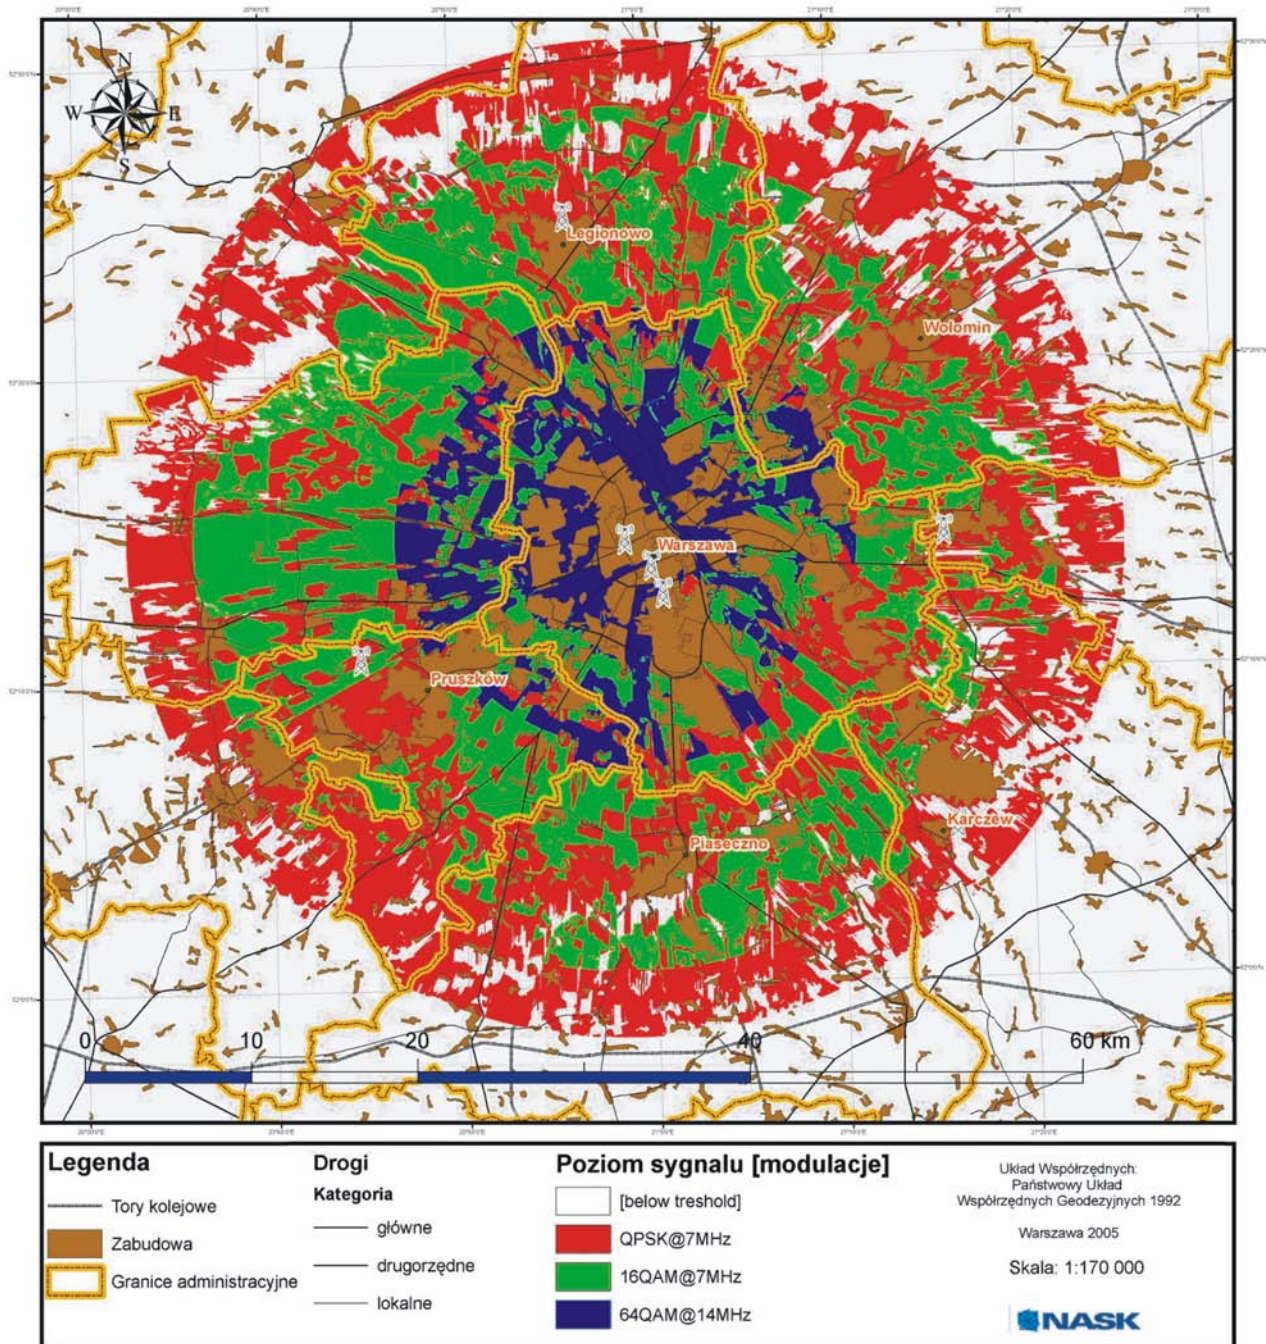 N
W E
S
Legionowo
Wołomin
Warszawa
Pruszków
Karczew
Piaseczno
0 10 20 40 60 km
Legenda
Tory kolejowe
Zabudowa
Granice administracyjne
Drogi
Kategoria
główne
drugorzędne
lokalne
Poziom sygnalu [modulacje]
[below treshold]
QPSK@7MHz
16QAM@7MHz
64QAM@14MHz
Układ Współrzędnych:
Państwowy Układ
Współrzędnych Geodezyjnych 1992
Warszawa 2005
Skala: 1:170 000
NASK